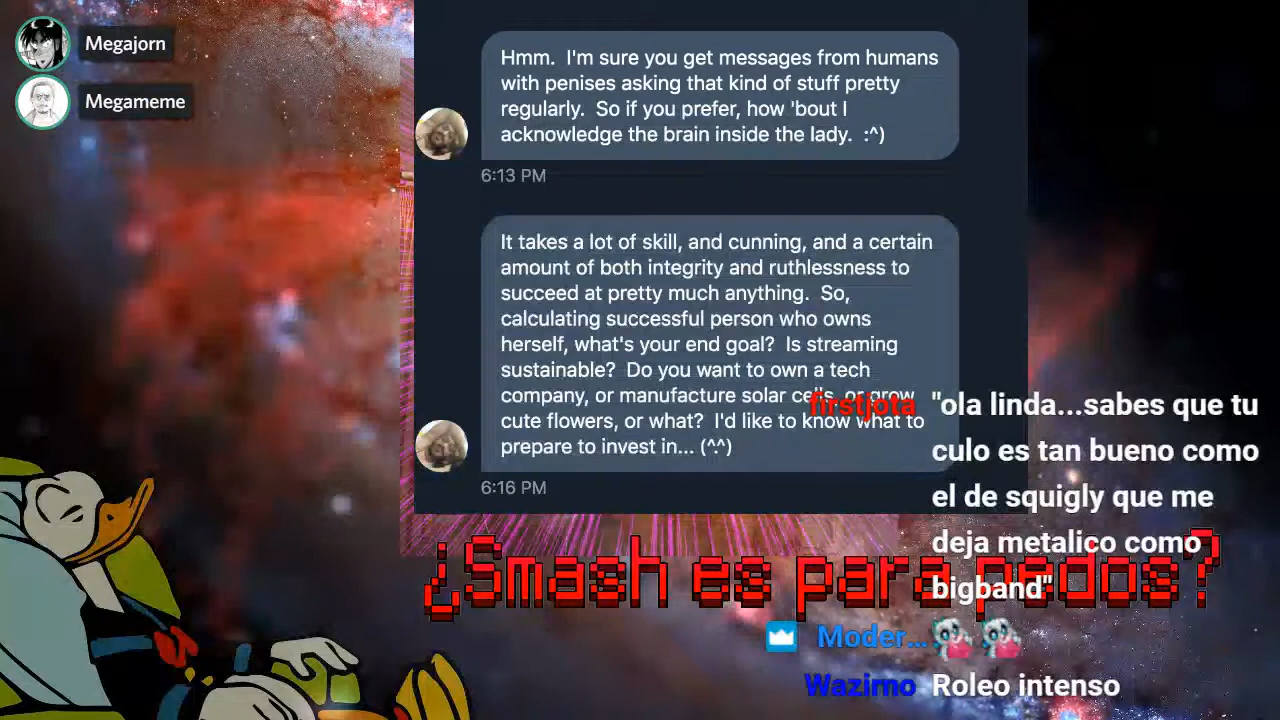 Megajorn
Megameme
Hmm.  I'm sure you get messages from humans
with penises asking that kind of stuff pretty
regularly.  So if you prefer, how 'bout I
acknowledge the brain inside the lady.  :^)
6:13 PM
It takes a lot of skill, and cunning, and a certain
amount of both integrity and ruthlessness to
succeed at pretty much anything.  So,
calculating successful person who owns
herself, what's your end goal?  Is streaming
sustainable?  Do you want to own a tech
company, or manufacture solar cells, or grow
cute flowers, or what?  I'd like to know what to
prepare to invest in... (^.^)
6:16 PM
firstjota "ola linda...sabes que tu
culo es tan bueno como
el de squigly que me
deja metalico como
bigband"
¿Smash es para pedos?
Moder...
Wazirno Roleo intenso